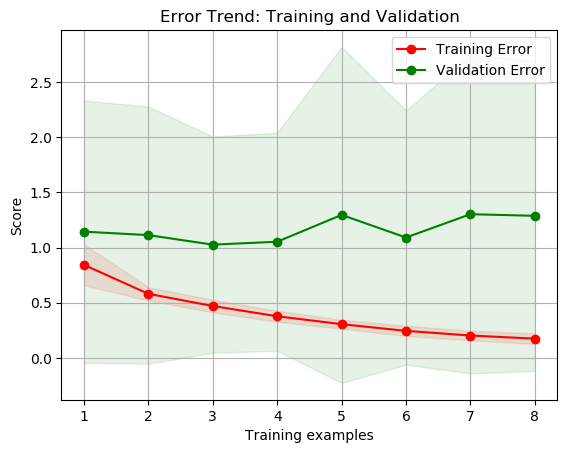 Error Trend: Training and Validation
Training Error
Validation Error
Score
2.5
2.0
1.5
1.0
0.5
0.0
1 2 3 4 5 6 7 8
Training examples